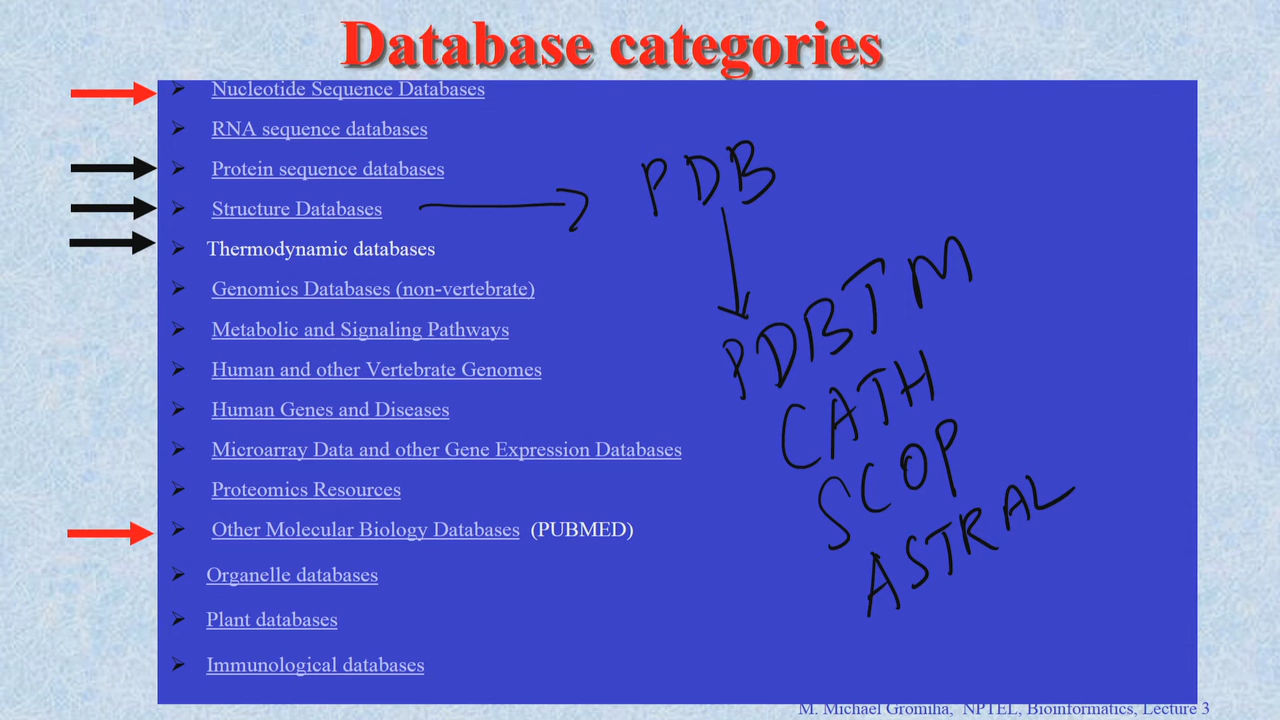 Database categories
Nucleotide Sequence Databases
RNA sequence databases
Protein sequence databases
Structure Databases
Thermodynamic databases
Genomics Databases (non-vertebrate)
Metabolic and Signaling Pathways
Human and other Vertebrate Genomes
Human Genes and Diseases
Microarray Data and other Gene Expression Databases
Proteomics Resources
Other Molecular Biology Databases (PUBMED)
Organelle databases
Plant databases
Immunological databases
PDB
PDBTM
CATH
SCOP
ASTRAL
M. Michael Gromiha, NPTEL, Bioinformatics, Lecture 3